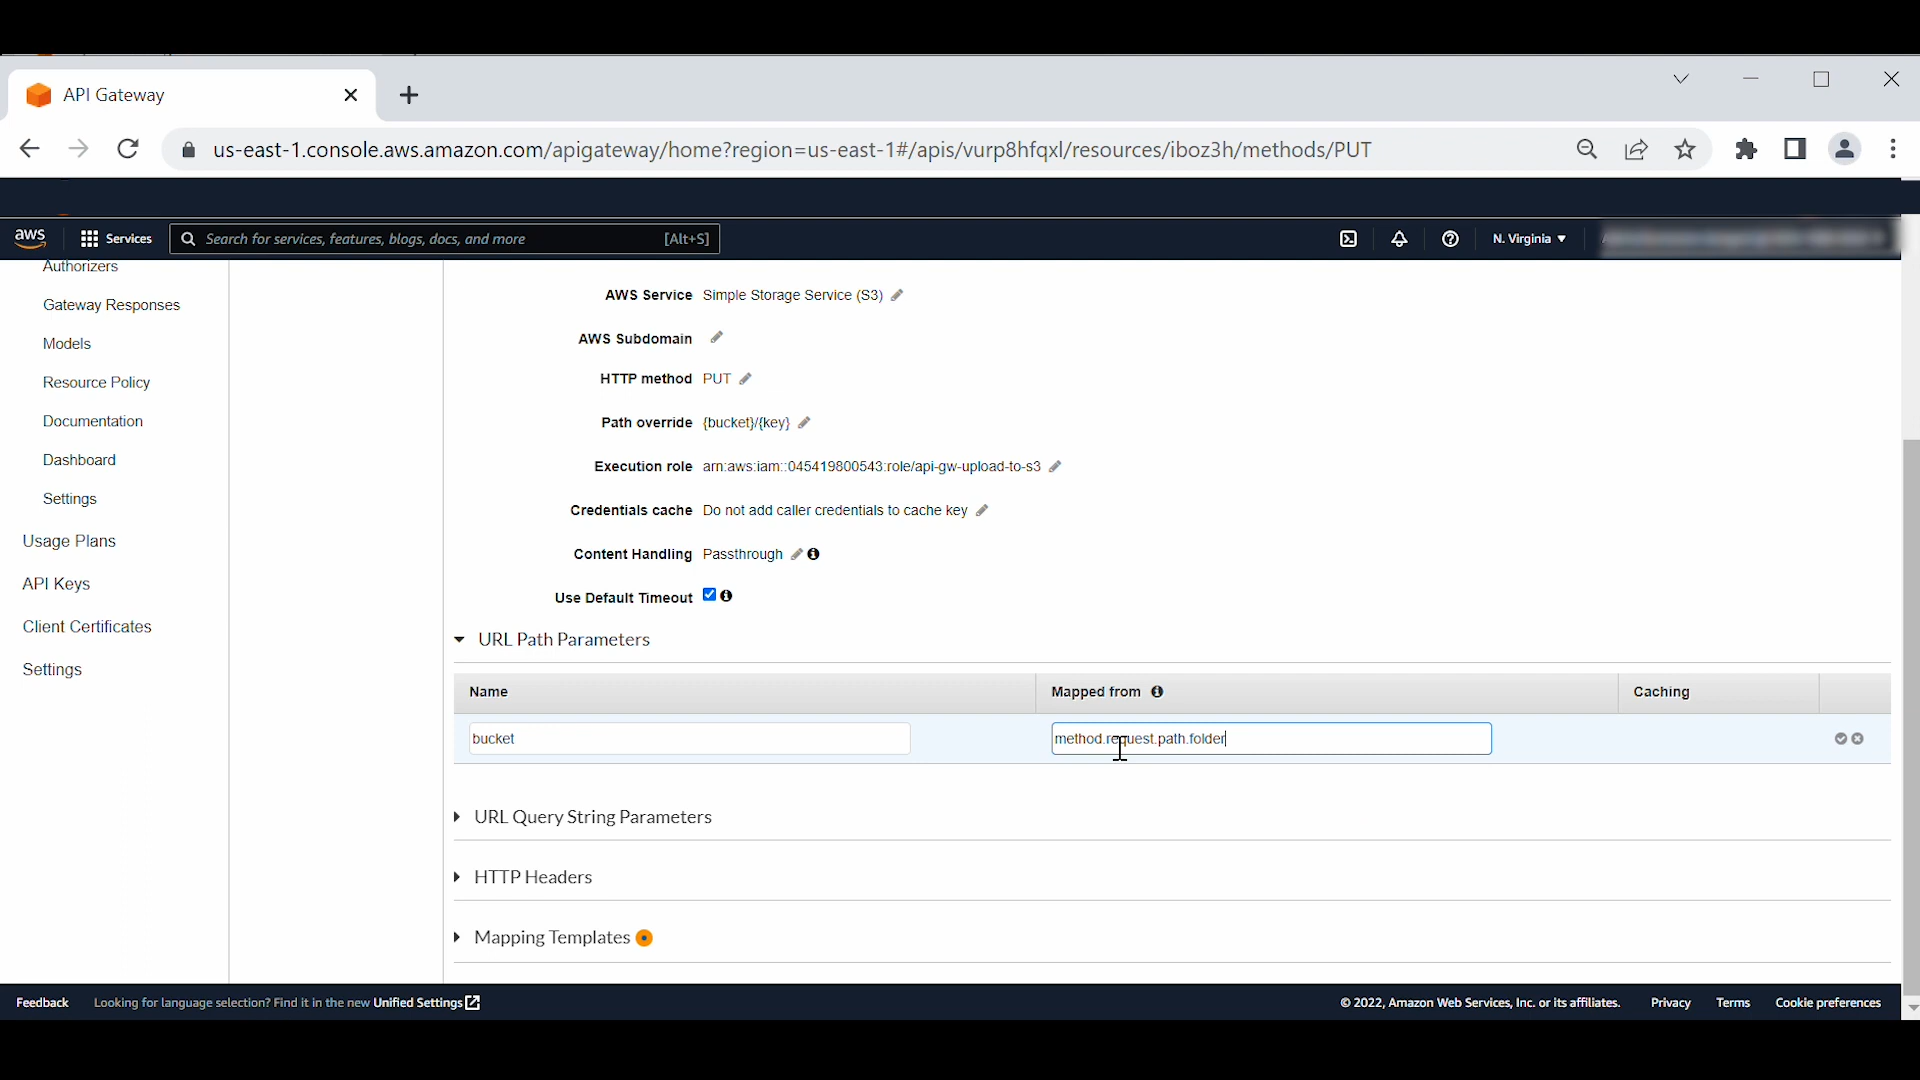 API Gateway
us-east-1.console.aws.amazon.com/apigateway/home?region=us-east-1#/apis/vurp8hfqxl/resources/iboz3h/methods/PUT
aws Services Search for services, features, blogs, docs, and more [Alt+S] N. Virginia
Authorizers
Gateway Responses
Models
Resource Policy
Documentation
Dashboard
Settings
Usage Plans
API Keys
Client Certificates
Settings
AWS Service Simple Storage Service (S3)
AWS Subdomain
HTTP method PUT
Path override {bucket}/{key}
Execution role arn:aws:iam::045419800543:role/api-gw-upload-to-s3
Credentials cache Do not add caller credentials to cache key
Content Handling Passthrough
Use Default Timeout
URL Path Parameters
Name Mapped from Caching
bucket method.request.path.folder
URL Query String Parameters
HTTP Headers
Mapping Templates
Feedback Looking for language selection? Find it in the new Unified Settings © 2022, Amazon Web Services, Inc. or its affiliates. Privacy Terms Cookie preferences